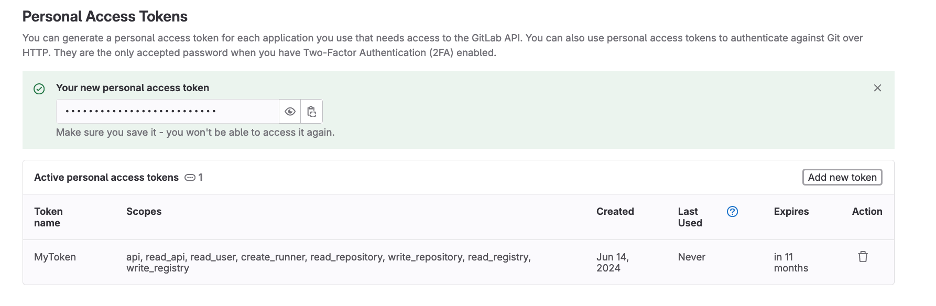 Personal Access Tokens
You can generate a personal access token for each application you use that needs access to the GitLab API. You can also use personal access tokens to authenticate against Git over
HTTP. They are the only accepted password when you have Two-Factor Authentication (2FA) enabled.
Your new personal access token
••••••••••••••••••••••••••
Make sure you save it - you won't be able to access it again.
Active personal access tokens 1
Add new token
Token name
Scopes
Created
Last Used
Expires
Action
MyToken
api, read_api, read_user, create_runner, read_repository, write_repository, read_registry,
write_registry
Jun 14,
2024
Never
in 11
months